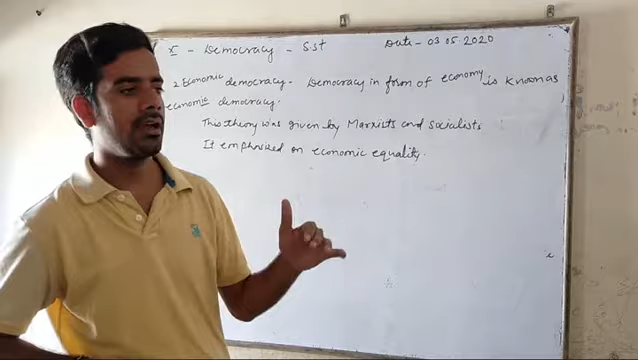 X - Democracy - S.St Date - 03.05.2020
2 Economic democracy - Democracy in form of economy is known as
economic democracy.
This theory was given by Marxists and socialists
It emphasized on economic equality.